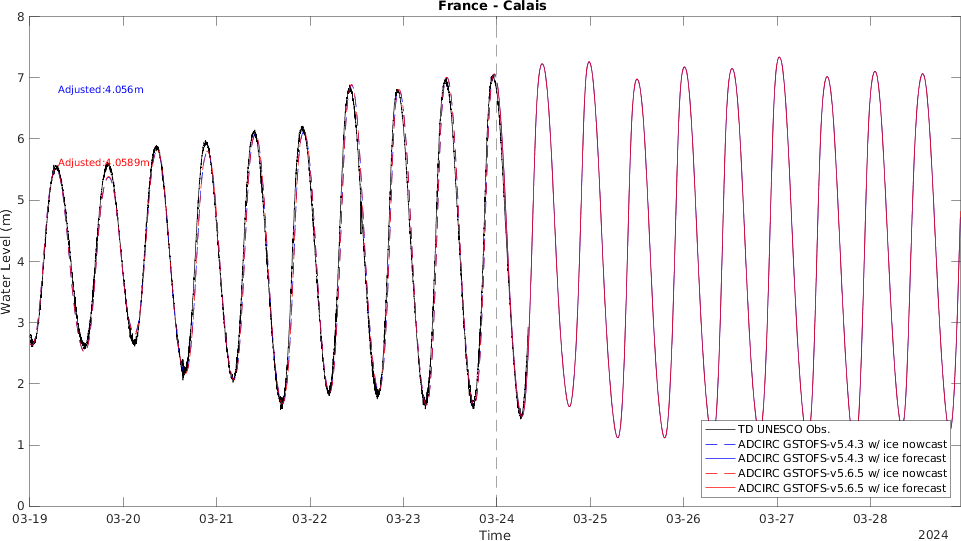 France - Calais
8
7
6
5
4
3
2
1
0
Water Level (m)
Adjusted:4.056m
Adjusted:4.0589m
TD UNESCO Obs.
ADCIRC GSTOFS-v5.4.3 w/ ice nowcast
ADCIRC GSTOFS-v5.4.3 w/ ice forecast
ADCIRC GSTOFS-v5.6.5 w/ ice nowcast
ADCIRC GSTOFS-v5.6.5 w/ ice forecast
03-19 03-20 03-21 03-22 03-23 03-24 03-25 03-26 03-27 03-28
Time
2024